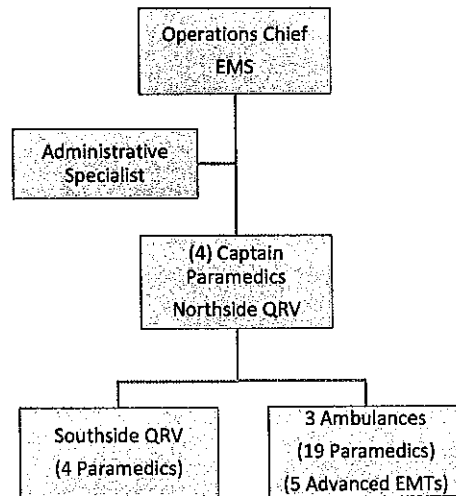 Operations Chief
EMS
Administrative
Specialist
(4) Captain
Paramedics
Northside QRV
Southside QRV
(4 Paramedics)
3 Ambulances
(19 Paramedics)
(5 Advanced EMTs)